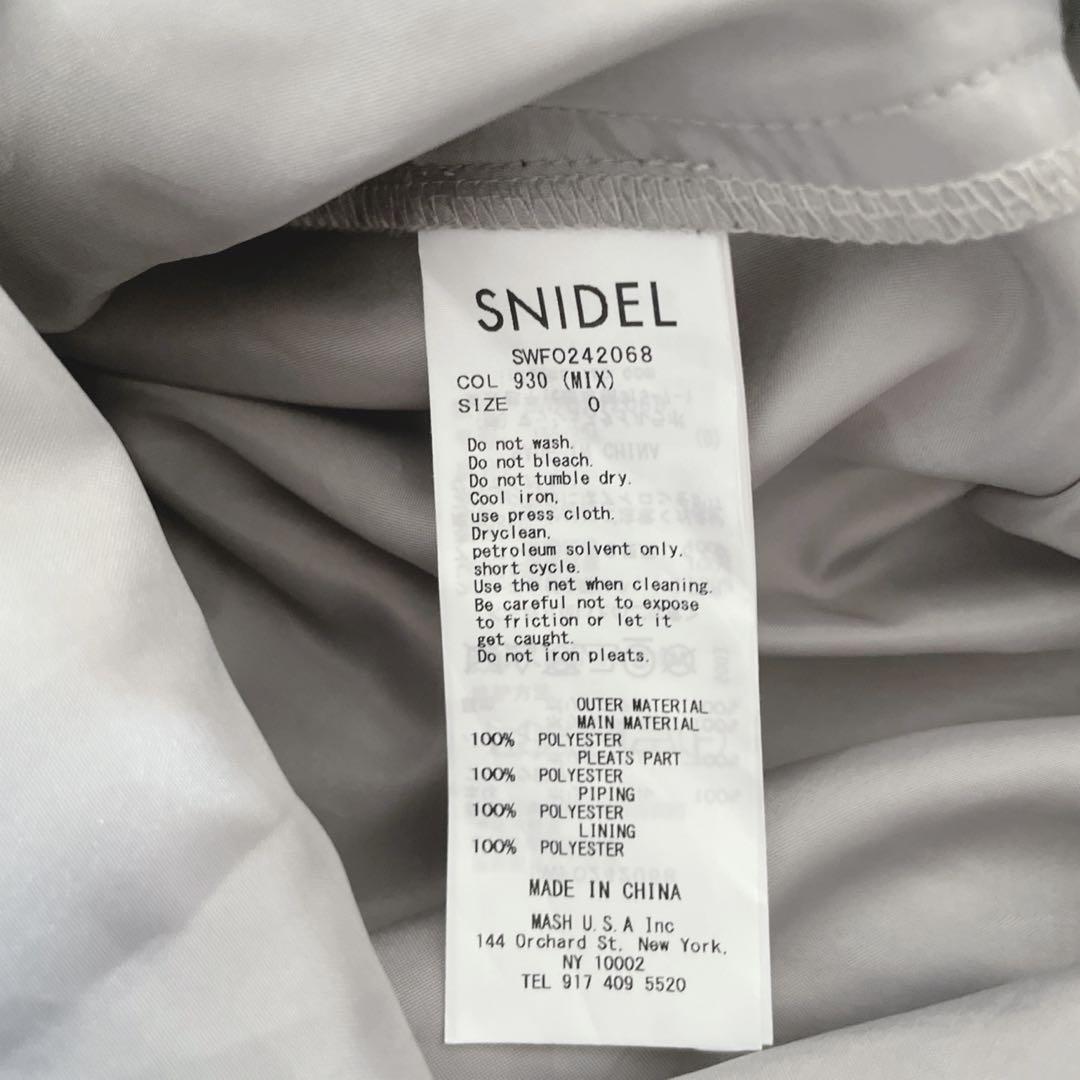 SNIDEL
SWFO242068
COL 930 (MIX)
SIZE 0
Do not wash.
Do not bleach.
Do not tumble dry.
Cool iron,
use press cloth.
Dryclean,
petroleum solvent only,
short cycle.
Use the net when cleaning.
Be careful not to expose
to friction or let it
get caught.
Do not iron pleats.
OUTER MATERIAL
MAIN MATERIAL
100% POLYESTER
PLEATS PART
100% POLYESTER
PIPING
100% POLYESTER
LINING
100% POLYESTER
MADE IN CHINA
MASH U.S.A Inc
144 Orchard St, New York,
NY 10002
TEL 917 409 5520